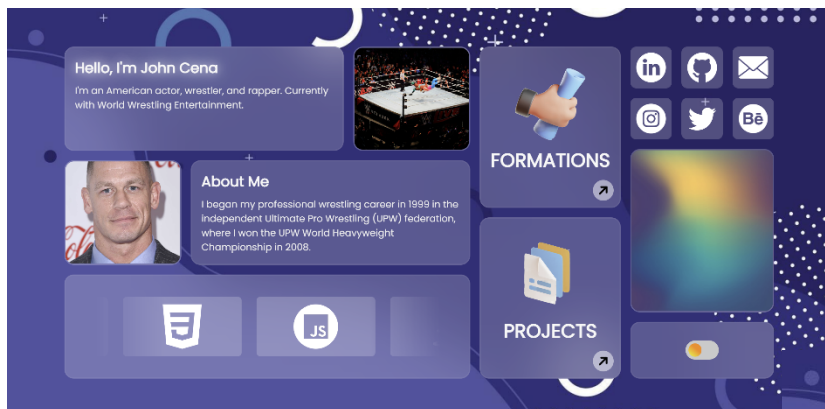 Hello, I'm John Cena
I'm an American actor, wrestler, and rapper. Currently
with World Wrestling Entertainment.
About Me
I began my professional wrestling career in 1999 in the
independent Ultimate Pro Wrestling (UPW) federation,
where I won the UPW World Heavyweight
Championship in 2008.
JS
FORMATIONS
PROJECTS
in
Bē